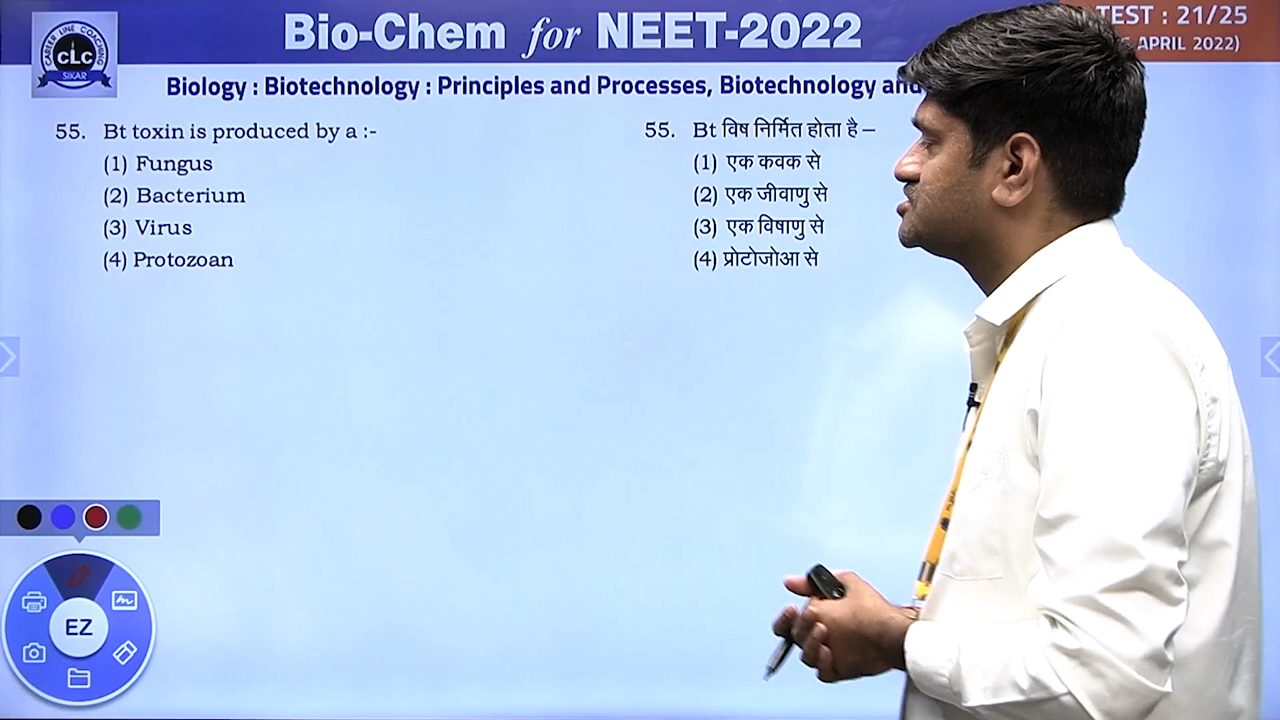 Bio-Chem for NEET-2022
TEST : 21/25
APRIL 2022)
CAREER LINE COACHING
CLC
SIKAR
Biology : Biotechnology : Principles and Processes, Biotechnology and
55. Bt toxin is produced by a :-
(1) Fungus
(2) Bacterium
(3) Virus
(4) Protozoan
55. Bt विष निर्मित होता है –
(1) एक कवक से
(2) एक जीवाणु से
(3) एक विषाणु से
(4) प्रोटोजोआ से
EZ